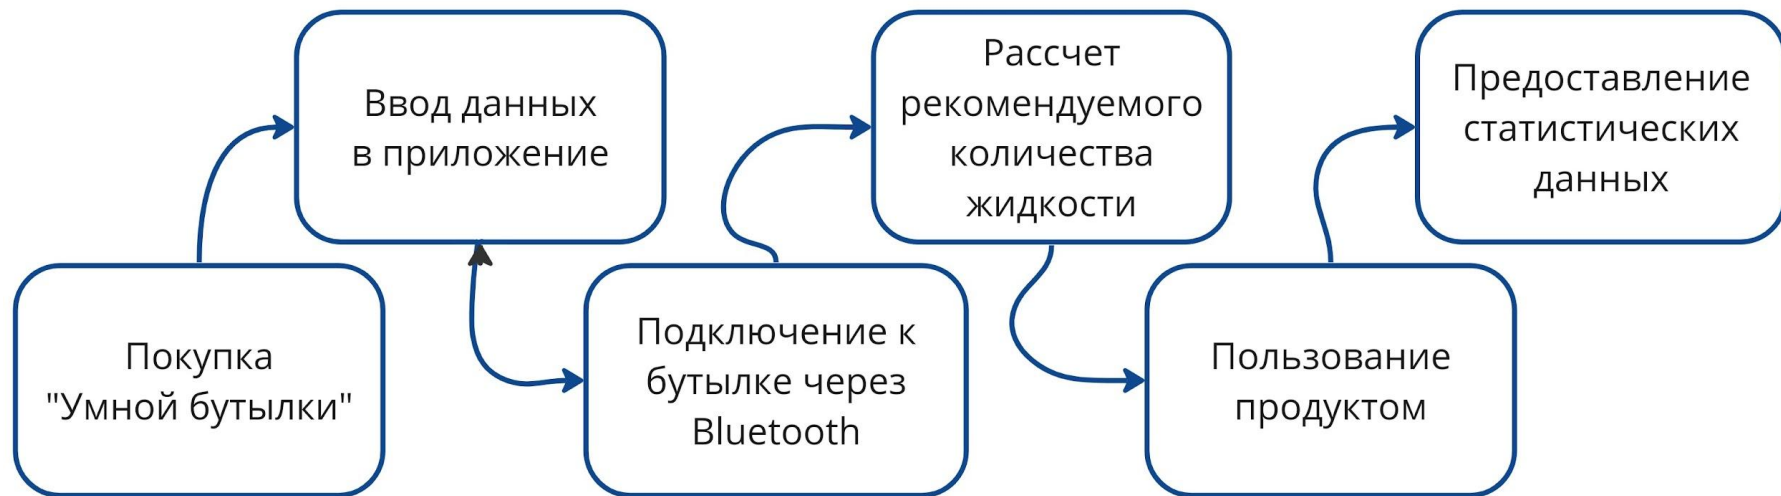 Покупка
"Умной бутылки"
Ввод данных
в приложение
Подключение к
бутылке через
Bluetooth
Рассчет
рекомендуемого
количества
жидкости
Пользование
продуктом
Предоставление
статистических
данных